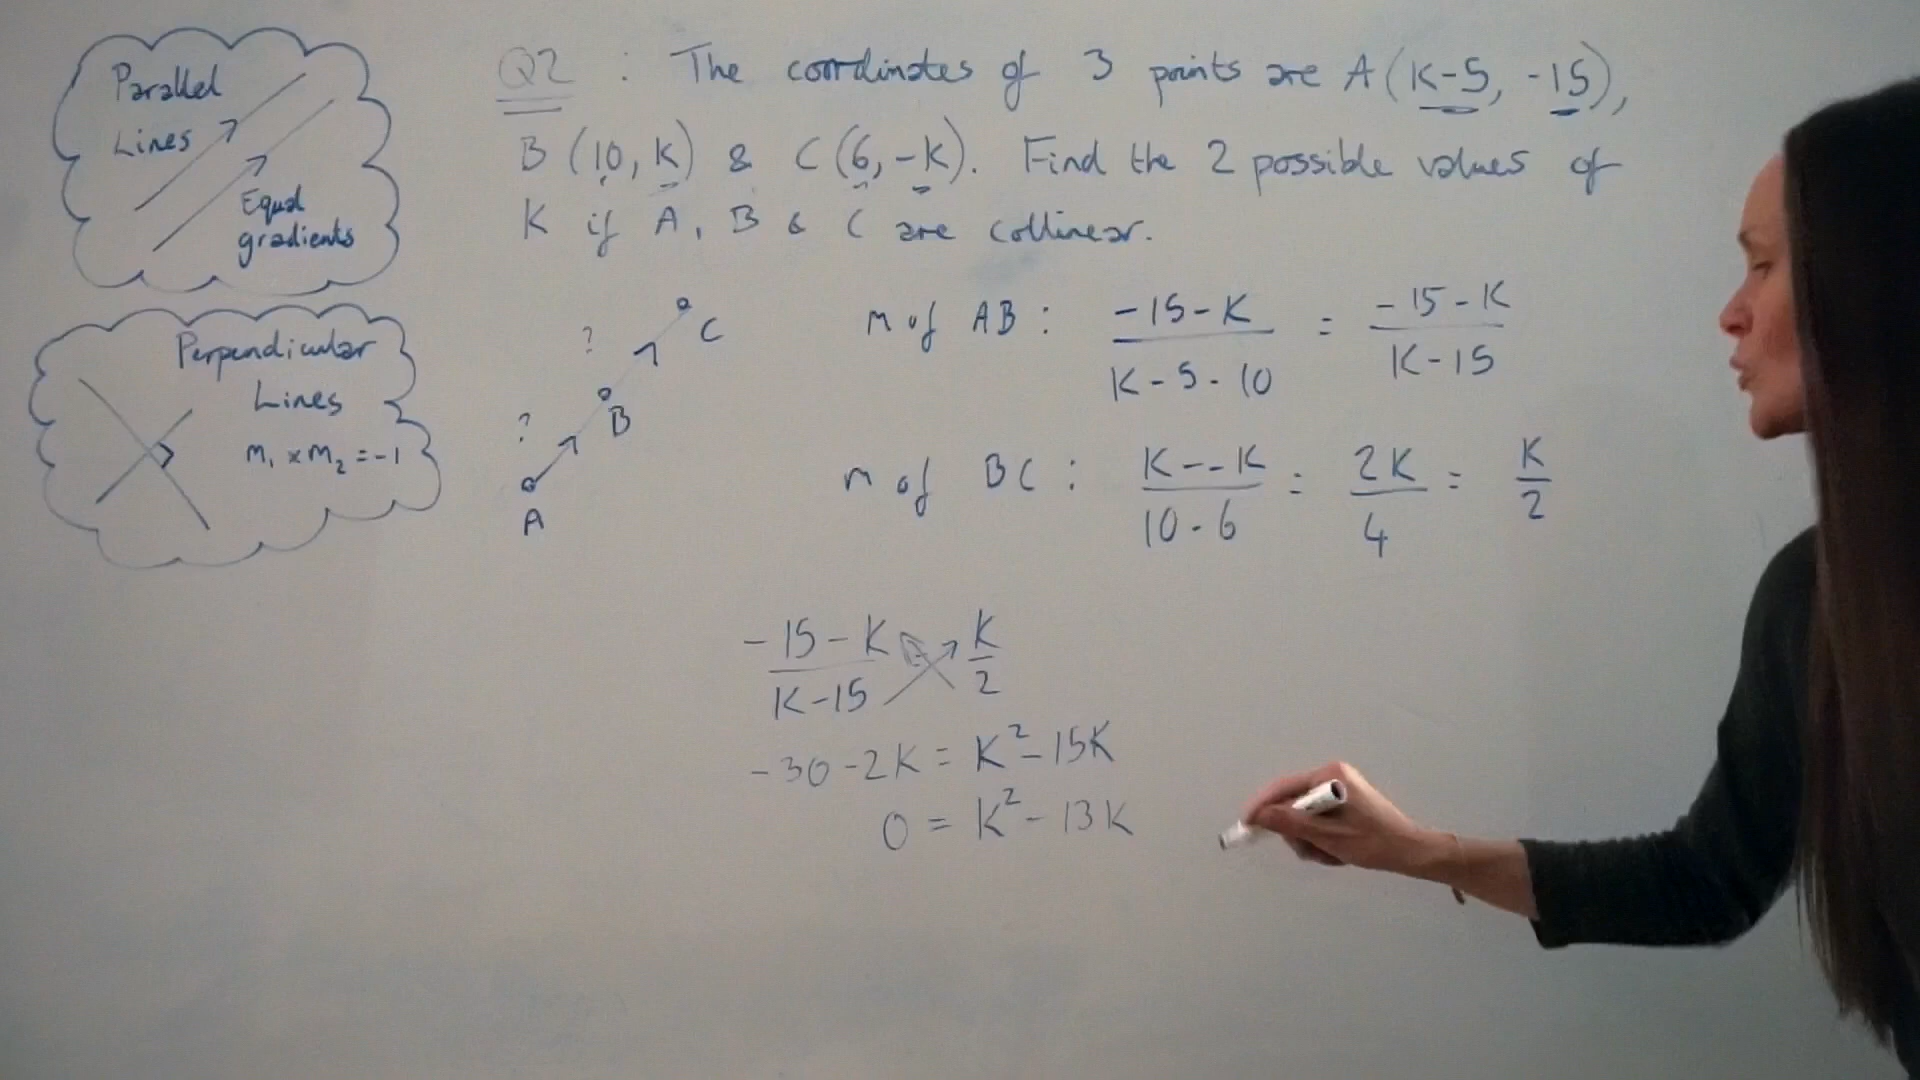 Parallel
Lines
Equal
gradients
Perpendicular
Lines
m₁ x m₂ = -1
Q2 : The coordinates of 3 points are A(K-5, -15),
B (10, K) & C (6, -K). Find the 2 possible values of
K if A, B & C are collinear.
? C
? B
A
m of AB : -15-K / K-5-10 = -15-K / K-15
m of BC : K--K / 10-6 = 2K / 4 = K / 2
-15-K / K-15 K / 2
-30-2K = K²-15K
0 = K²-13K